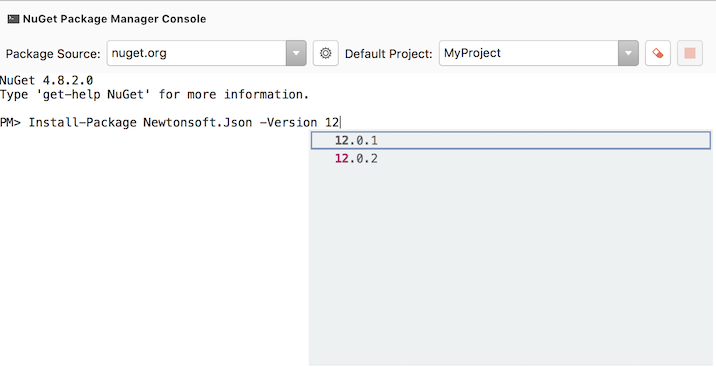 NuGet Package Manager Console
Package Source: nuget.org Default Project: MyProject
NuGet 4.8.2.0
Type 'get-help NuGet' for more information.
PM> Install-Package Newtonsoft.Json -Version 12
12.0.1
12.0.2